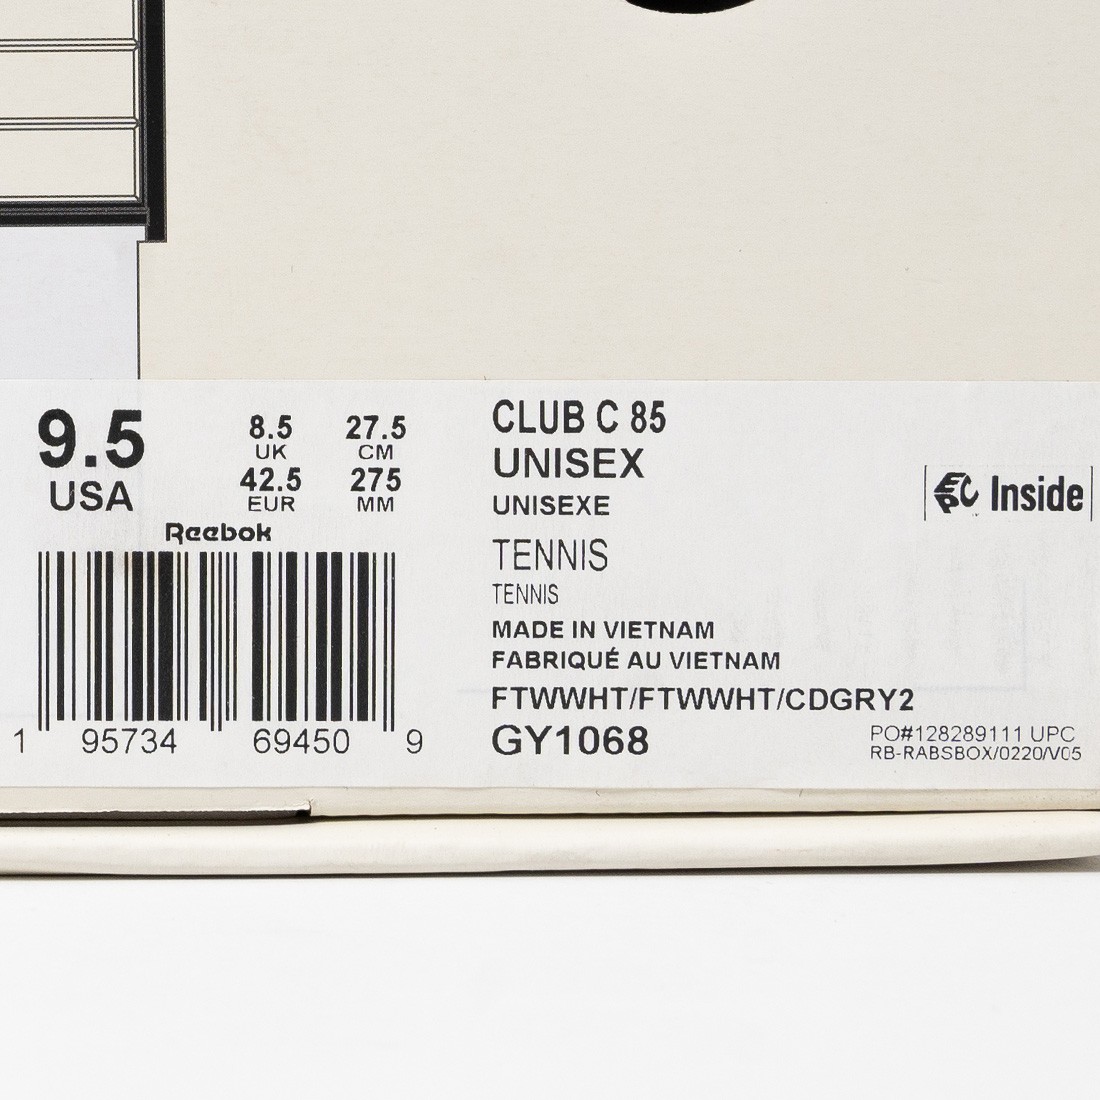 9.5
USA
8.5 27.5
UK CM
42.5 275
EUR MM
Reebok
1 95734 69450 9
CLUB C 85
UNISEX
UNISEXE
TENNIS
TENNIS
MADE IN VIETNAM
FABRIQUÉ AU VIETNAM
FTWWHT/FTWWHT/CDGRY2
GY1068
EPC Inside
PO#128289111 UPC
RB-RABSBOX/0220/V05